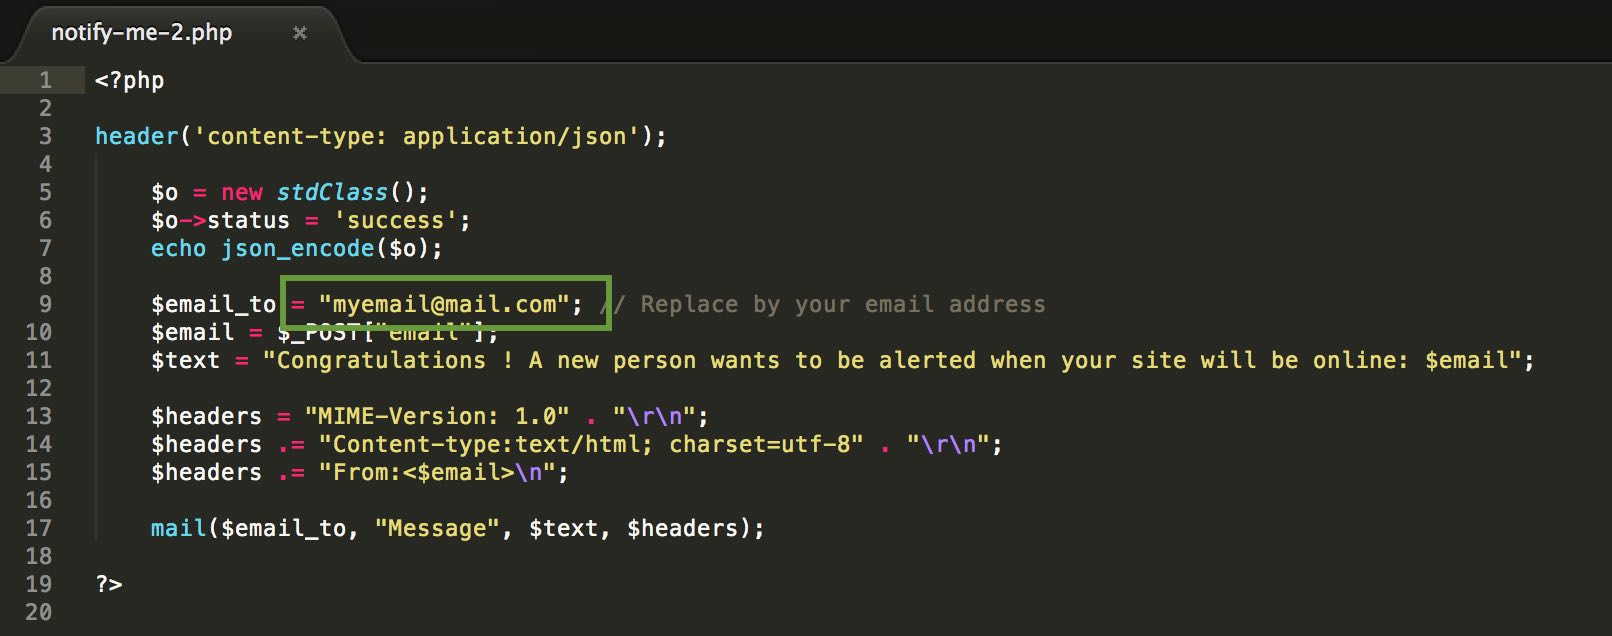 notify-me-2.php ×
1 <?php
2
3 header('content-type: application/json');
4
5 $o = new stdClass();
6 $o->status = 'success';
7 echo json_encode($o);
8
9 $email_to = "myemail@mail.com"; // Replace by your email address
10 $email = $_POST["email"];
11 $text = "Congratulations ! A new person wants to be alerted when your site will be online: $email";
12
13 $headers = "MIME-Version: 1.0" . "\r\n";
14 $headers .= "Content-type:text/html; charset=utf-8" . "\r\n";
15 $headers .= "From:<$email>\n";
16
17 mail($email_to, "Message", $text, $headers);
18
19 ?>
20